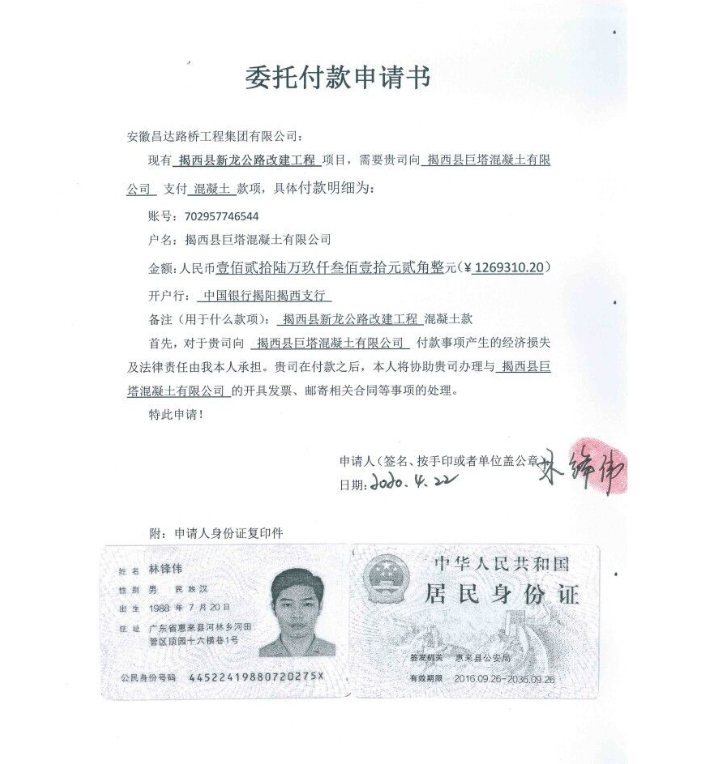 委托付款申请书
安徽昌达路桥工程集团有限公司：
现有 揭西县新龙公路改建工程 项目，需要贵司向 揭西县巨塔混凝土有限
公司 支付 混凝土 款项，具体付款明细为：
账号：702957746544
户名：揭西县巨塔混凝土有限公司
金额：人民币壹佰贰拾陆万玖仟叁佰壹拾元贰角整元（¥ 1269310.20）
开户行： 中国银行揭阳揭西支行
备注（用于什么款项）： 揭西县新龙公路改建工程 混凝土款
首先，对于贵司向 揭西县巨塔混凝土有限公司 付款事项产生的经济损失
及法律责任由我本人承担。贵司在付款之后，本人将协助贵司办理与 揭西县巨
塔混凝土有限公司 的开具发票、邮寄相关合同等事项的处理。
特此申请！
申请人（签名、按手印或者单位盖公章 林锋伟
日期：2020.4.22
附：申请人身份证复印件
姓名 林锋伟
性别 男 民族 汉
出生 1988 年 7 月 20 日
住址 广东省惠来县河林乡河田
管区顶园十六横巷1号
公民身份号码 44522419880720275X
中华人民共和国
居民身份证
签发机关 惠来县公安局
有效期限 2016.09.26-2036.09.26